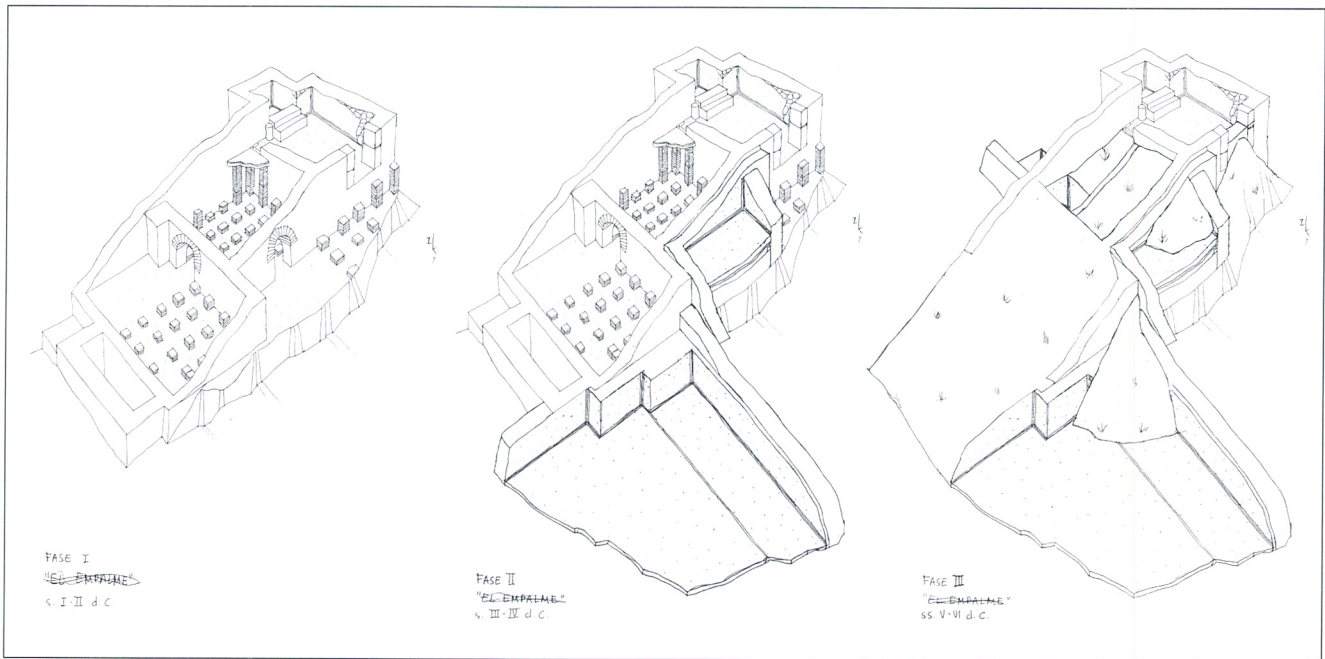 FASE I
"EL EMPALME"
s. I-II d.C.
FASE II
"EL EMPALME"
s. III-IV d.C.
FASE III
"EL EMPALME"
ss. V-VI d.C.